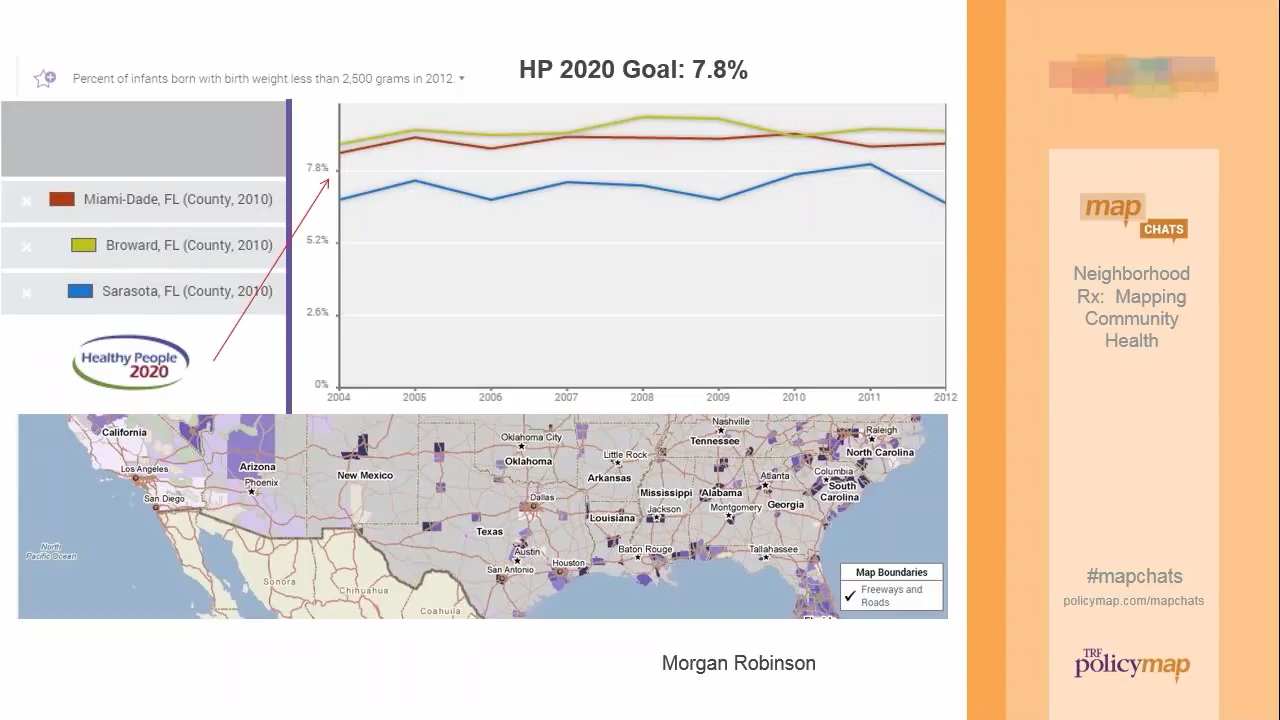 HP 2020 Goal: 7.8%
Percent of infants born with birth weight less than 2,500 grams in 2012.
Miami-Dade, FL (County, 2010)
Broward, FL (County, 2010)
Sarasota, FL (County, 2010)
Healthy People
2020
7.8%
5.2%
2.6%
0%
2004 2005 2006 2007 2008 2009 2010 2011 2012
California
Los Angeles
San Diego
Arizona
Phoenix
New Mexico
Oklahoma City
Oklahoma
Little Rock
Arkansas
Nashville
Tennessee
Raleigh
North Carolina
Columbia
South
Carolina
Atlanta
Georgia
Mississippi
Jackson
Alabama
Montgomery
Dallas
Texas
Louisiana
Baton Rouge
Tallahassee
Austin
Houston
San Antonio
North
Pacific Ocean
Sonora
Chihuahua
Coahuila
Map Boundaries
Freeways and
Roads
Morgan Robinson
map
CHATS
Neighborhood
Rx: Mapping
Community
Health
#mapchats
policymap.com/mapchats
TRF
policymap